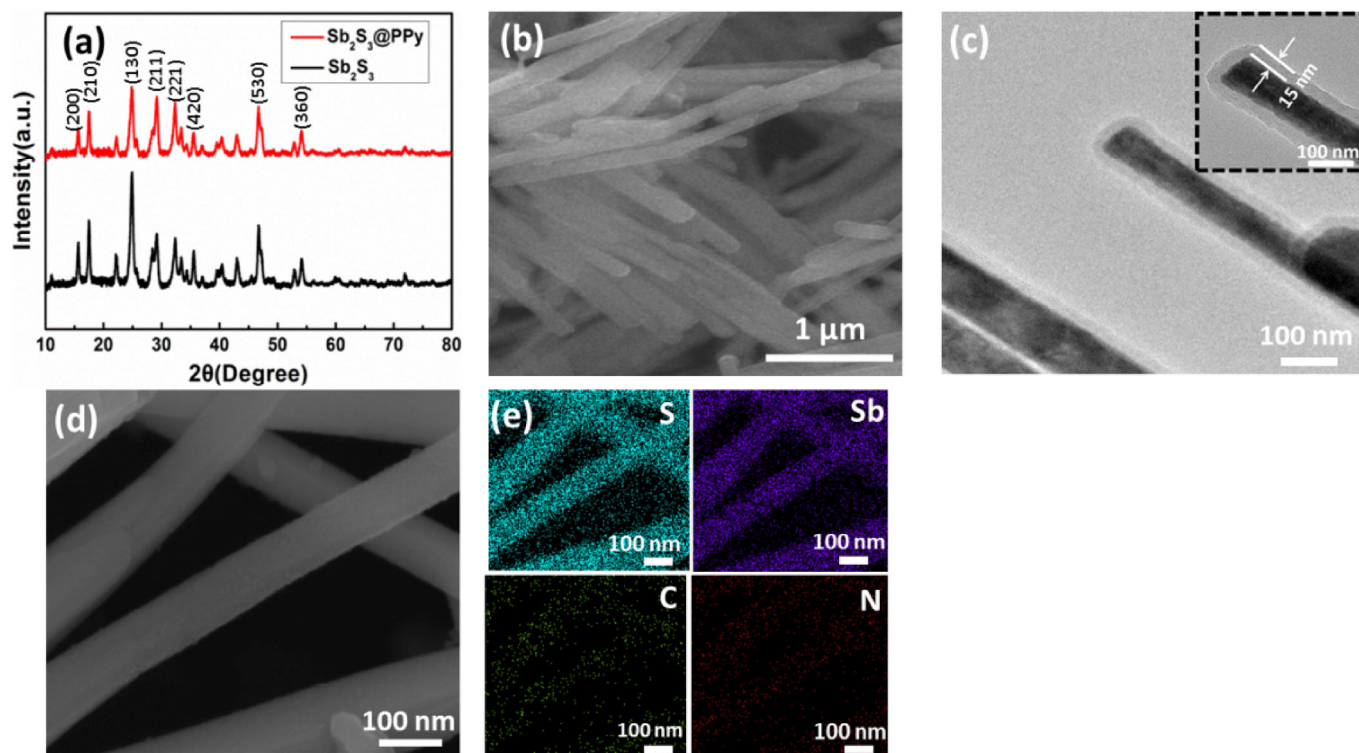 (a)
Sb₂S₃@PPy
Sb₂S₃
(200)
(210)
(130)
(211)
(221)
(420)
(530)
(360)
Intensity(a.u.)
10 20 30 40 50 60 70 80
2θ(Degree)
(b)
1 μm
(c)
15 nm
100 nm
100 nm
(d)
100 nm
(e)
S
100 nm
Sb
100 nm
C
100 nm
N
100 nm